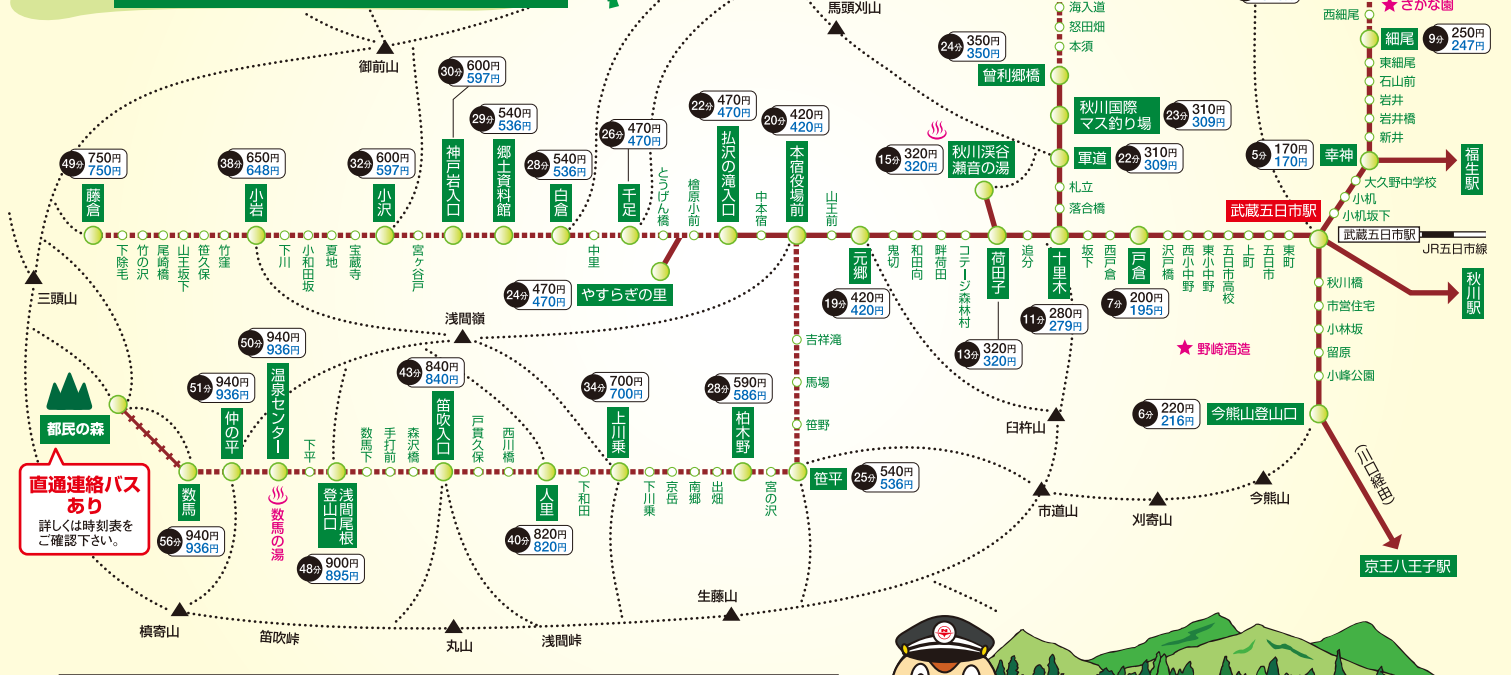 馬頭刈山
海入道
怒田畑
本須
西細尾
さかな園
細尾
9分 250円
247円
東細尾
石山前
岩井
岩井橋
新井
御前山
24分 350円
350円
曾利郷橋
秋川国際
マス釣り場
23分 310円
309円
軍道
22分 310円
309円
札立
落合橋
15分 320円
320円
秋川渓谷
瀬音の湯
5分 170円
170円
幸神
福生駅
大久野中学校
小机
小机坂下
武蔵五日市駅
武蔵五日市駅
JR五日市線
49分 750円
750円
藤倉
38分 650円
648円
小岩
32分 600円
600円
小沢
30分 600円
597円
神戸岩入口
29分 540円
536円
郷土資料館
28分 540円
536円
白倉
26分 470円
470円
千足
とうげん橋
檜原小前
22分 470円
470円
払沢の滝入口
中本宿
20分 420円
420円
本宿役場前
山王前
下除毛
竹の沢
尾崎橋
山王坂下
笹久保
竹窪
下川
小和田坂
夏地
宝蔵寺
宮ヶ谷戸
中里
24分 470円
470円
やすらぎの里
元郷
19分 420円
420円
鬼切
和田向
畔荷田
コテージ森林村
荷田子
13分 320円
320円
追分
十里木
11分 280円
279円
坂下
西戸倉
戸倉
7分 200円
195円
沢戸橋
西小中野
東小中野
五日市高校
上町
五日市
東町
秋川駅
秋川橋
市営住宅
小林坂
留原
小峰公園
6分 220円
216円
今熊山登山口
(川口経由)
京王八王子駅
野崎酒造
三頭山
浅間嶺
吉祥滝
馬場
笹野
笹平
25分 540円
536円
都民の森
直通連絡バス
あり
詳しくは時刻表を
ご確認下さい。
数馬
56分 940円
936円
51分 940円
936円
仲の平
50分 940円
936円
温泉センター
数馬の湯
下平
浅間尾根
登山口
48分 900円
895円
数馬下
手打前
森沢橋
43分 840円
840円
笛吹入口
戸貫久保
西川橋
人里
40分 820円
820円
下和田
34分 700円
700円
上川乗
下川乗
京岳
南郷
出畑
28分 590円
586円
柏木野
宮の沢
臼杵山
市道山
刈寄山
今熊山
槙寄山
笛吹峠
丸山
浅間峠
生藤山